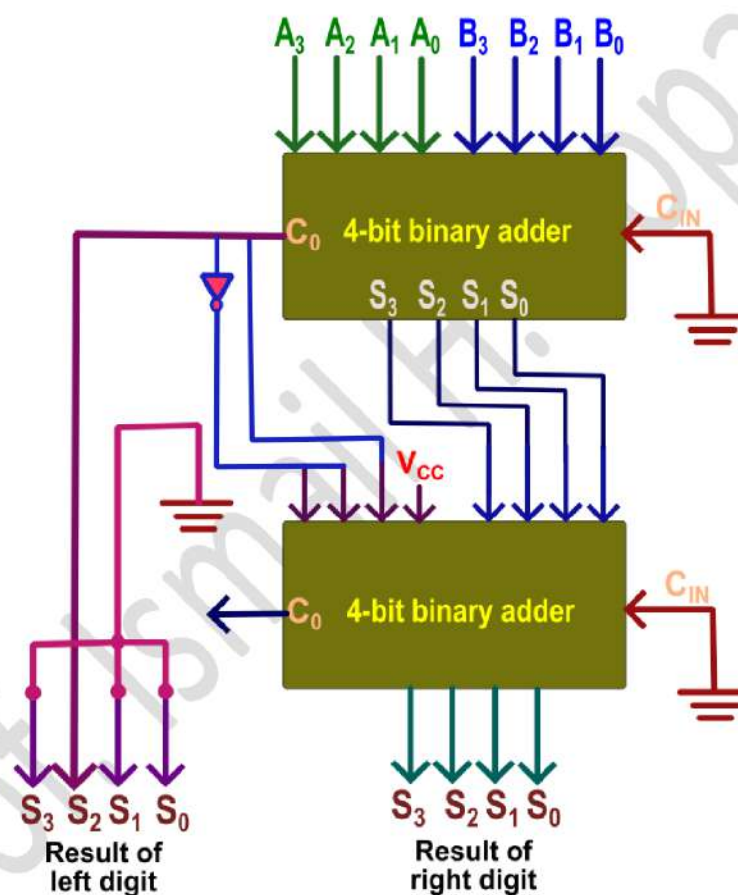 A3 A2 A1 A0 B3 B2 B1 B0
C0 4-bit binary adder CIN
S3 S2 S1 S0
VCC
C0 4-bit binary adder CIN
S3 S2 S1 S0
Result of
left digit
S3 S2 S1 S0
Result of
right digit
Ismail H.